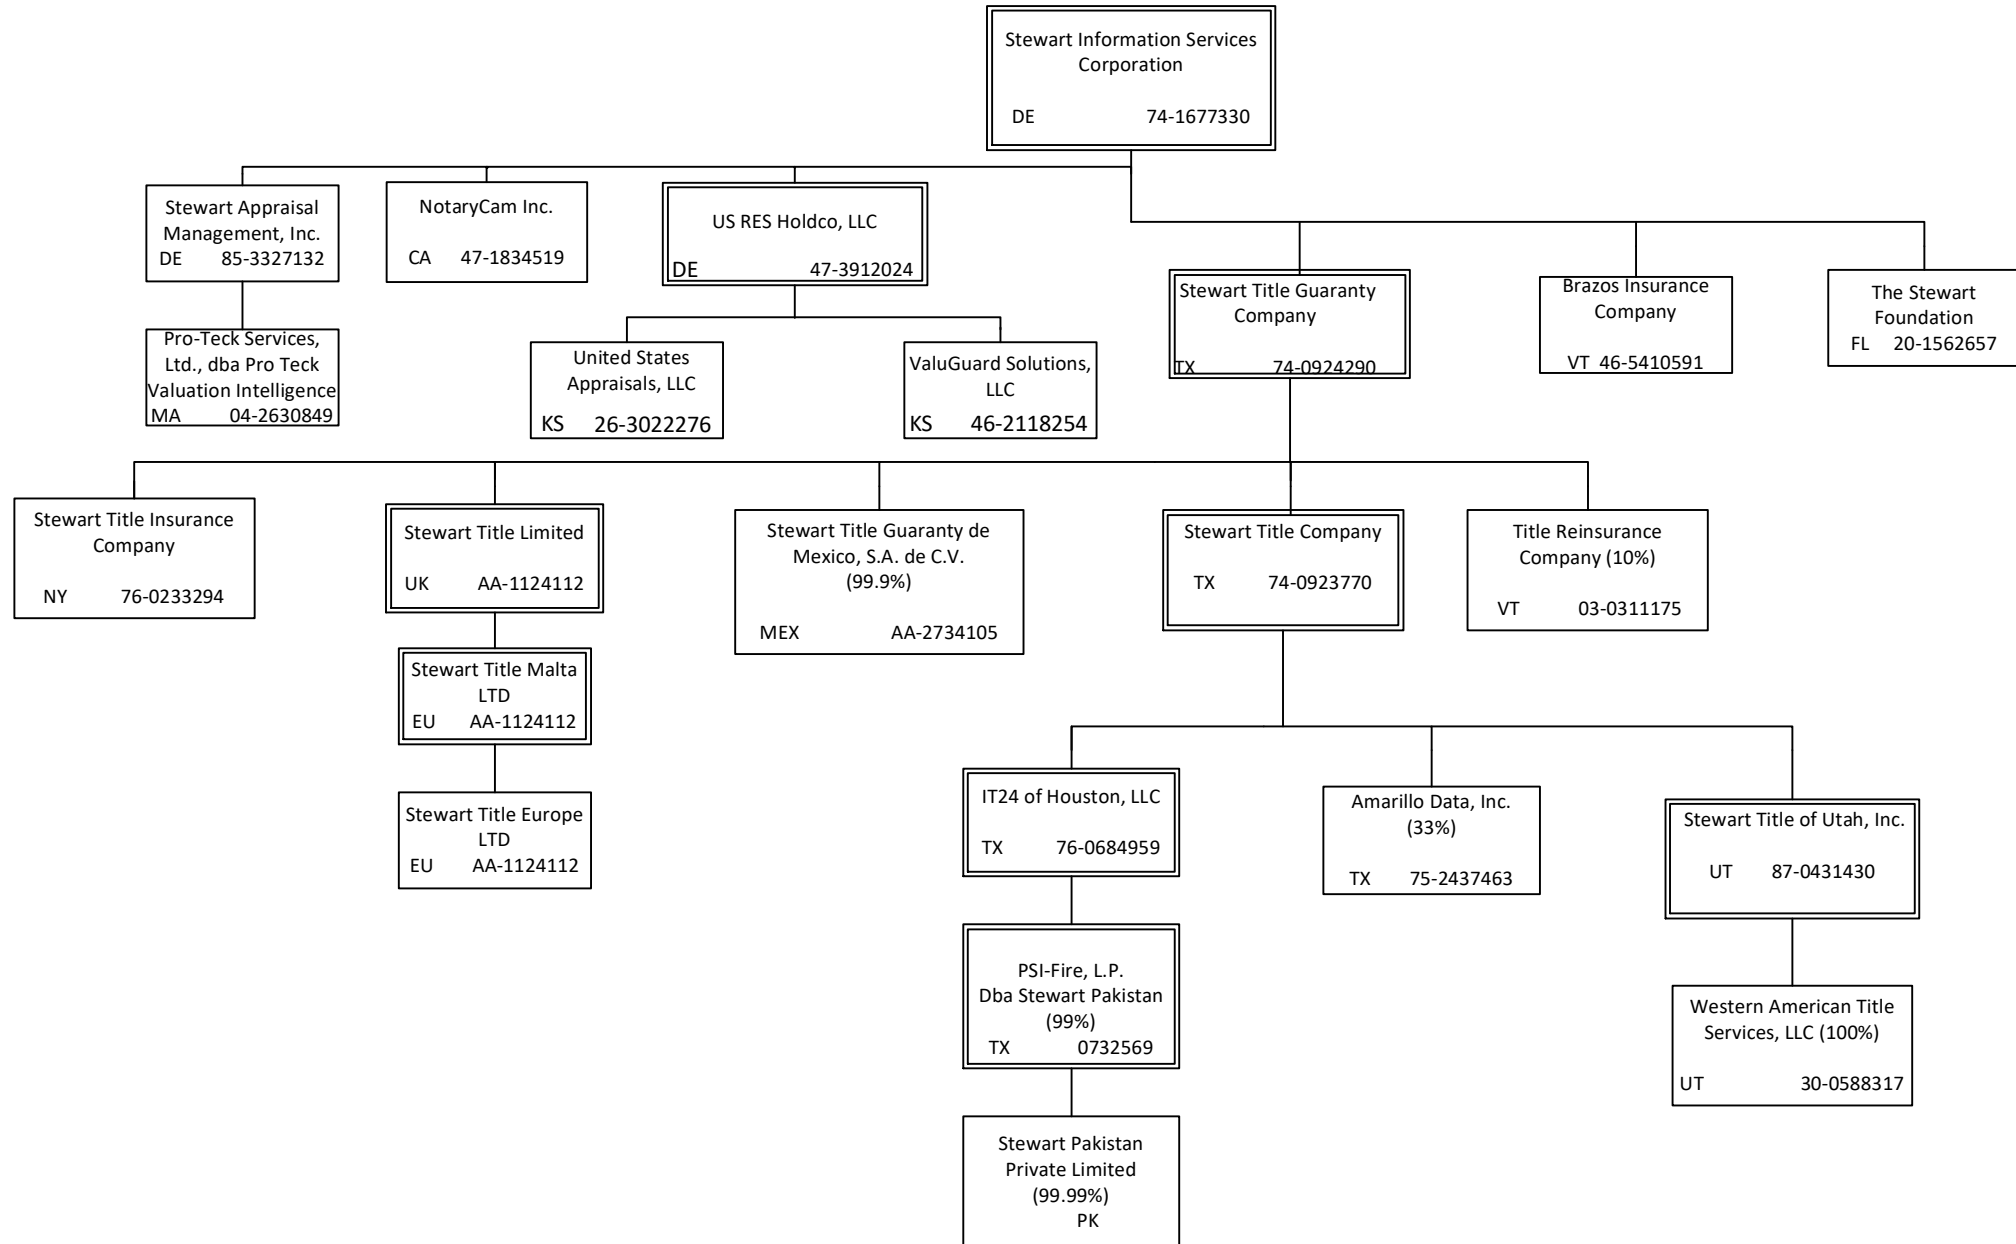 Stewart Information Services
Corporation
DE 74-1677330
Stewart Appraisal
Management, Inc.
DE 85-3327132
NotaryCam Inc.
CA 47-1834519
US RES Holdco, LLC
DE 47-3912024
Stewart Title Guaranty
Company
TX 74-0924290
Brazos Insurance
Company
VT 46-5410591
The Stewart
Foundation
FL 20-1562657
Pro-Teck Services,
Ltd., dba Pro Teck
Valuation Intelligence
MA 04-2630849
United States
Appraisals, LLC
KS 26-3022276
ValuGuard Solutions,
LLC
KS 46-2118254
Stewart Title Insurance
Company
NY 76-0233294
Stewart Title Limited
UK AA-1124112
Stewart Title Guaranty de
Mexico, S.A. de C.V.
(99.9%)
MEX AA-2734105
Stewart Title Company
TX 74-0923770
Title Reinsurance
Company (10%)
VT 03-0311175
Stewart Title Malta
LTD
EU AA-1124112
Stewart Title Europe
LTD
EU AA-1124112
IT24 of Houston, LLC
TX 76-0684959
Amarillo Data, Inc.
(33%)
TX 75-2437463
Stewart Title of Utah, Inc.
UT 87-0431430
PSI-Fire, L.P.
Dba Stewart Pakistan
(99%)
TX 0732569
Western American Title
Services, LLC (100%)
UT 30-0588317
Stewart Pakistan
Private Limited
(99.99%)
PK